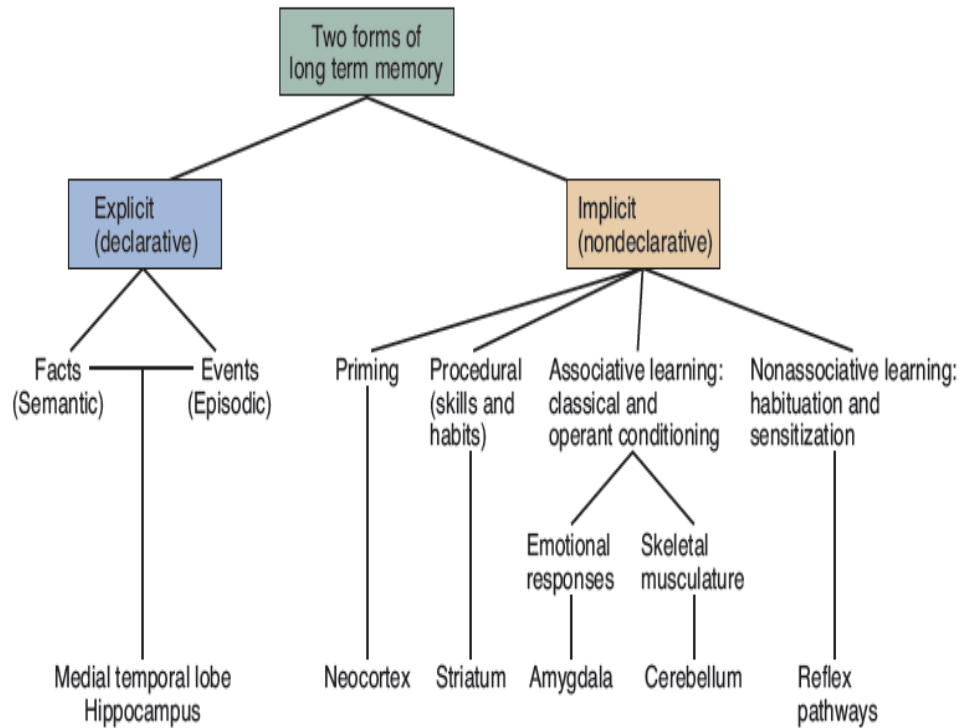 Two forms of
long term memory
Explicit
(declarative)
Implicit
(nondeclarative)
Facts
(Semantic)
Events
(Episodic)
Priming
Procedural
(skills and
habits)
Associative learning:
classical and
operant conditioning
Nonassociative learning:
habituation and
sensitization
Emotional
responses
Skeletal
musculature
Medial temporal lobe
Hippocampus
Neocortex
Striatum
Amygdala
Cerebellum
Reflex
pathways